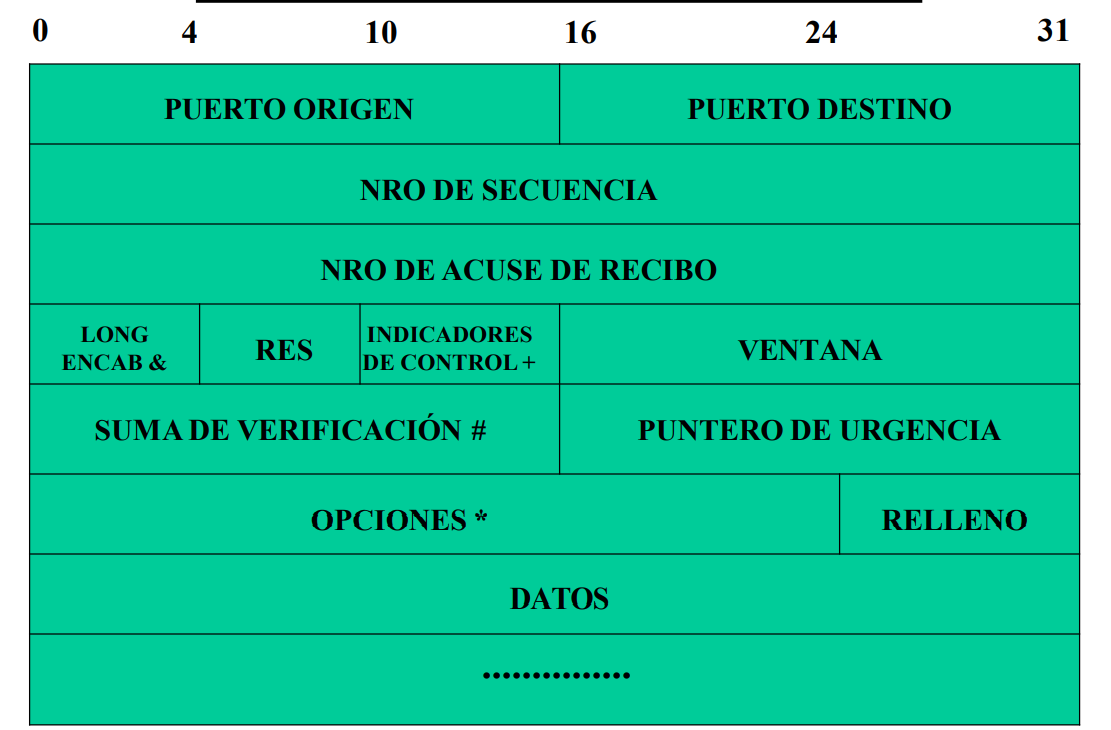 0 4 10 16 24 31
PUERTO ORIGEN PUERTO DESTINO
NRO DE SECUENCIA
NRO DE ACUSE DE RECIBO
LONG
ENCAB &
RES
INDICADORES
DE CONTROL +
VENTANA
SUMA DE VERIFICACIÓN # PUNTERO DE URGENCIA
OPCIONES * RELLENO
DATOS
...............